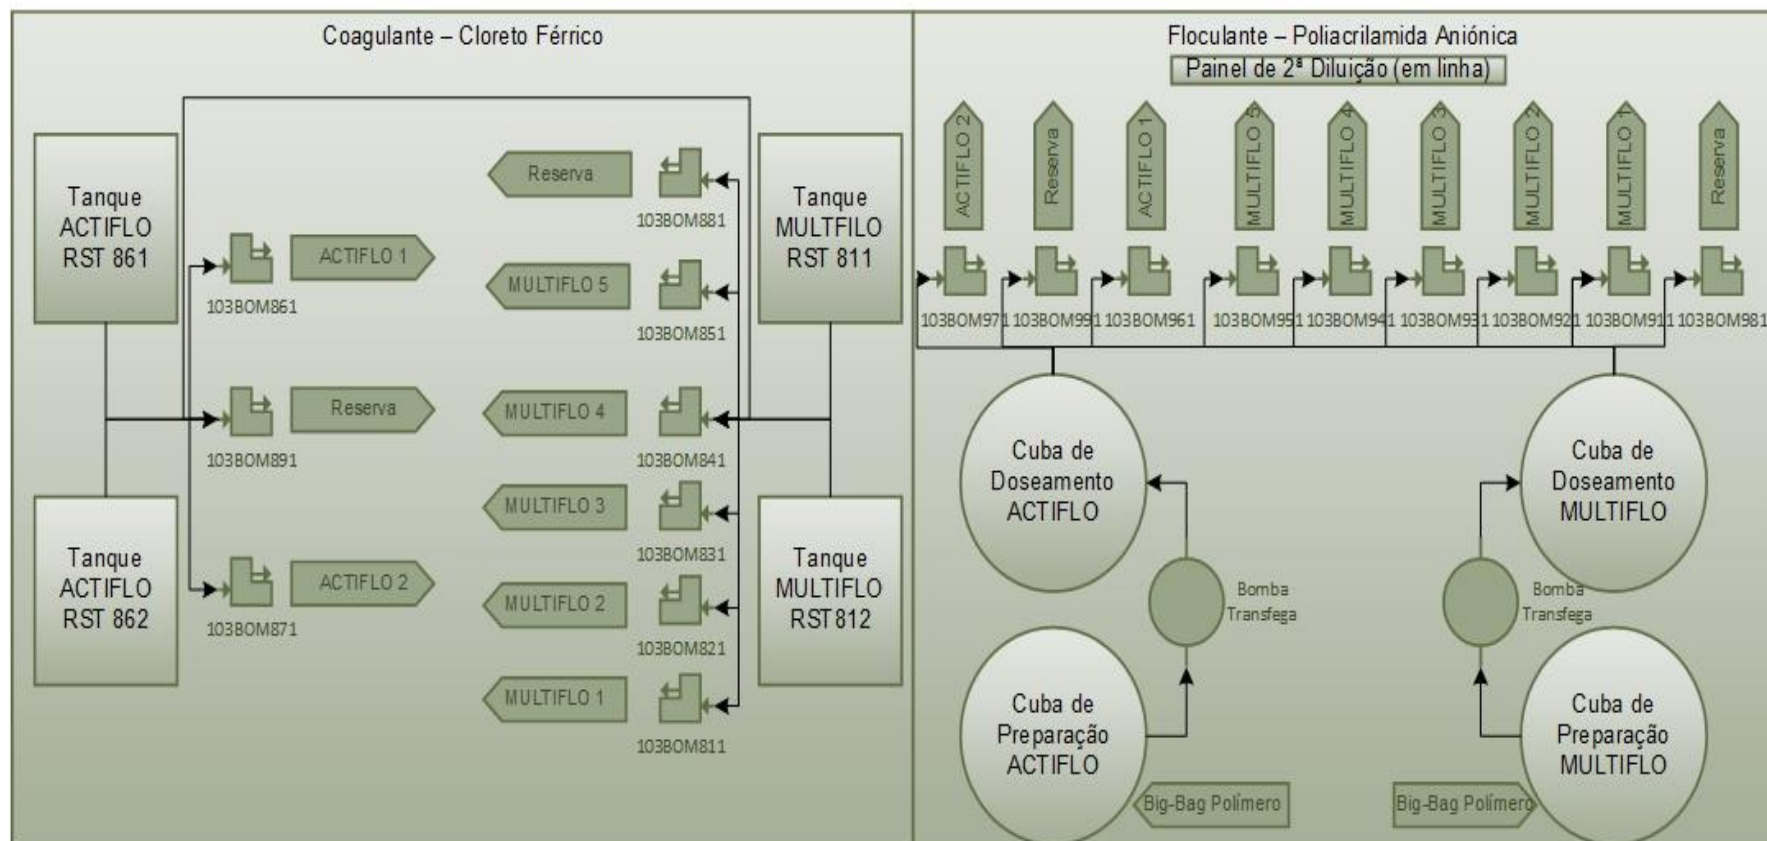 Coagulante – Cloreto Férrico
Tanque
ACTIFLO
RST 861
103BOM861
ACTIFLO 1
103BOM891
Reserva
Tanque
ACTIFLO
RST 862
103BOM871
ACTIFLO 2
Reserva
103BOM881
MULTIFLO 5
103BOM851
MULTIFLO 4
103BOM841
MULTIFLO 3
103BOM831
MULTIFLO 2
103BOM821
MULTIFLO 1
103BOM811
Tanque
MULTFILO
RST 811
Tanque
MULTIFLO
RST812
Floculante – Poliacrilamida Aniónica
Painel de 2ª Diluição (em linha)
ACTIFLO 2
Reserva
ACTIFLO 1
MULTIFLO 5
MULTIFLO 4
MULTIFLO 3
MULTIFLO 2
MULTIFLO 1
Reserva
103BOM971
103BOM991
103BOM961
103BOM951
103BOM941
103BOM931
103BOM921
103BOM911
103BOM981
Cuba de
Doseamento
ACTIFLO
Cuba de
Doseamento
MULTIFLO
Bomba
Transfega
Bomba
Transfega
Cuba de
Preparação
ACTIFLO
Cuba de
Preparação
MULTIFLO
Big-Bag Polímero
Big-Bag Polímero